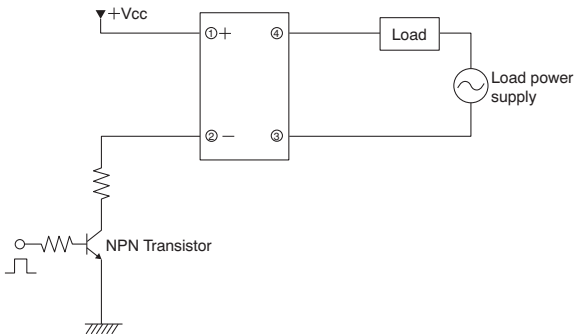 +Vcc
① +
④
Load
Load power
supply
② −
③
NPN Transistor